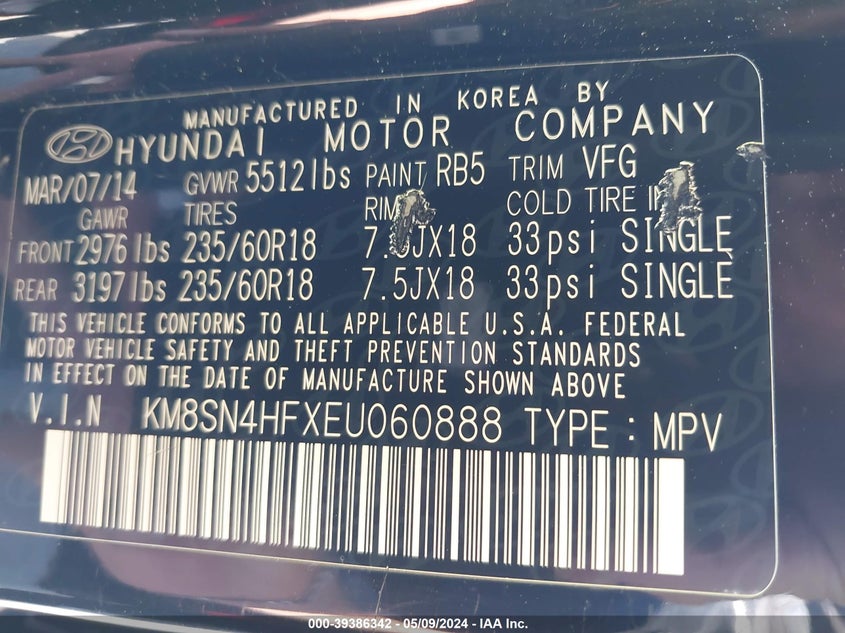 MANUFACTURED IN KOREA BY
HYUNDAI MOTOR COMPANY
MAR/07/14 GVWR 5512lbs PAINT RB5 TRIM VFG
GAWR TIRES RIM COLD TIRE
FRONT 2976lbs 235/60R18 33psi SINGLE
REAR 3197lbs 235/60R18 7.5JX18 33psi SINGLE
THIS VEHICLE CONFORMS TO ALL APPLICABLE U.S.A. FEDERAL
MOTOR VEHICLE SAFETY AND THEFT PREVENTION STANDARDS
IN EFFECT ON THE DATE OF MANUFACTURE SHOWN ABOVE
V.I.N KM8SN4HFXEU060888 TYPE : MPV
000-39386342 / 05/09/2024 - IAA Inc.